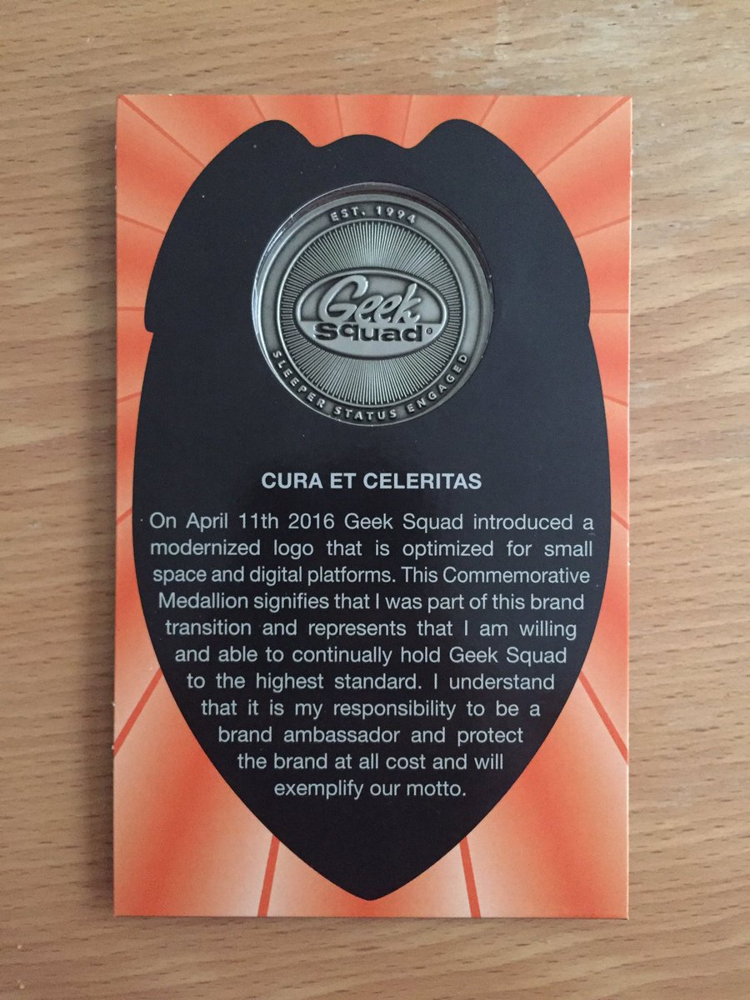 EST. 1994
Geek
Squad®
SLEEPER STATUS ENGAGED
CURA ET CELERITAS
On April 11th 2016 Geek Squad introduced a
modernized logo that is optimized for small
space and digital platforms. This Commemorative
Medallion signifies that I was part of this brand
transition and represents that I am willing
and able to continually hold Geek Squad
to the highest standard. I understand
that it is my responsibility to be a
brand ambassador and protect
the brand at all cost and will
exemplify our motto.